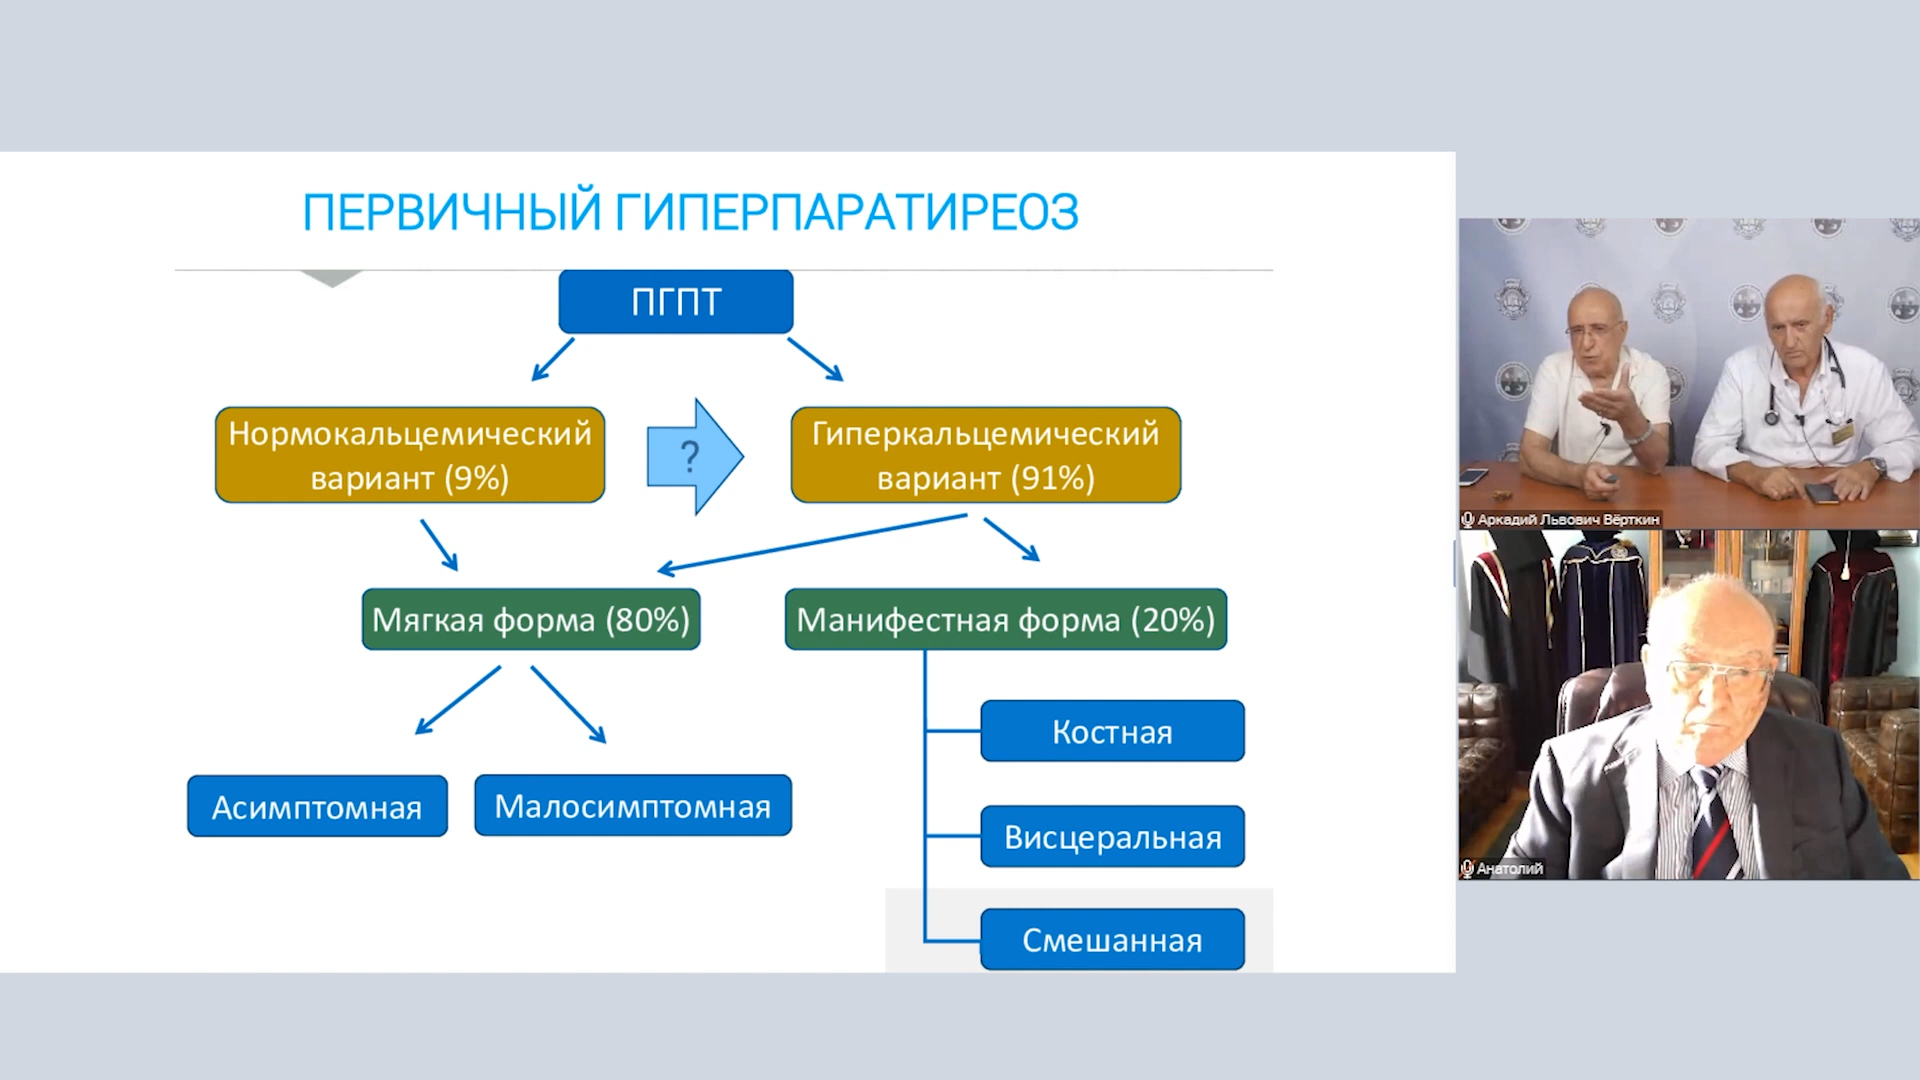 ПЕРВИЧНЫЙ ГИПЕРПАРАТИРЕОЗ
ПГПТ
Нормокальцемический
вариант (9%)
?
Гиперкальцемический
вариант (91%)
Мягкая форма (80%)
Манифестная форма (20%)
Асимптомная
Малосимптомная
Костная
Висцеральная
Смешанная
Аркадий Львович Вёрткин
Анатолий